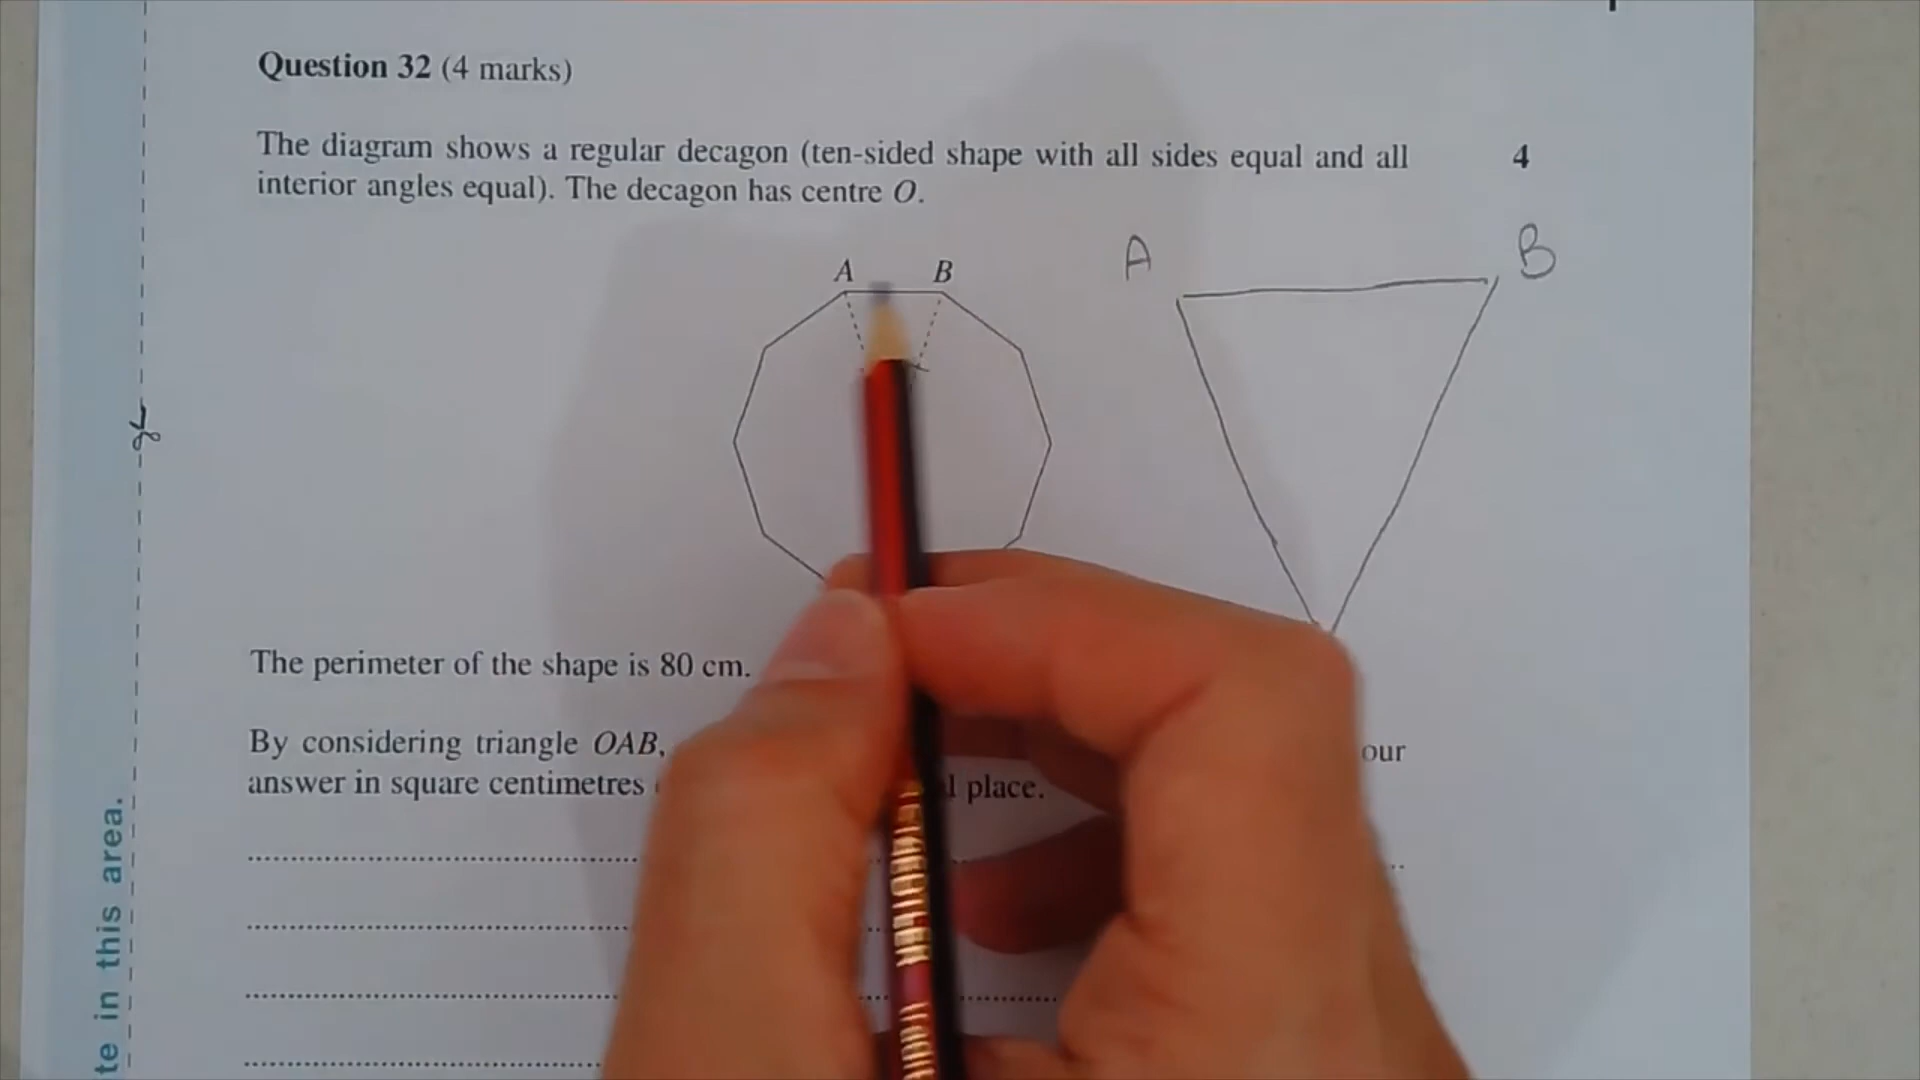 Question 32 (4 marks)
The diagram shows a regular decagon (ten-sided shape with all sides equal and all 4
interior angles equal). The decagon has centre O.
A B
A B
The perimeter of the shape is 80 cm.
By considering triangle OAB, our
answer in square centimetres place.
te in this area.